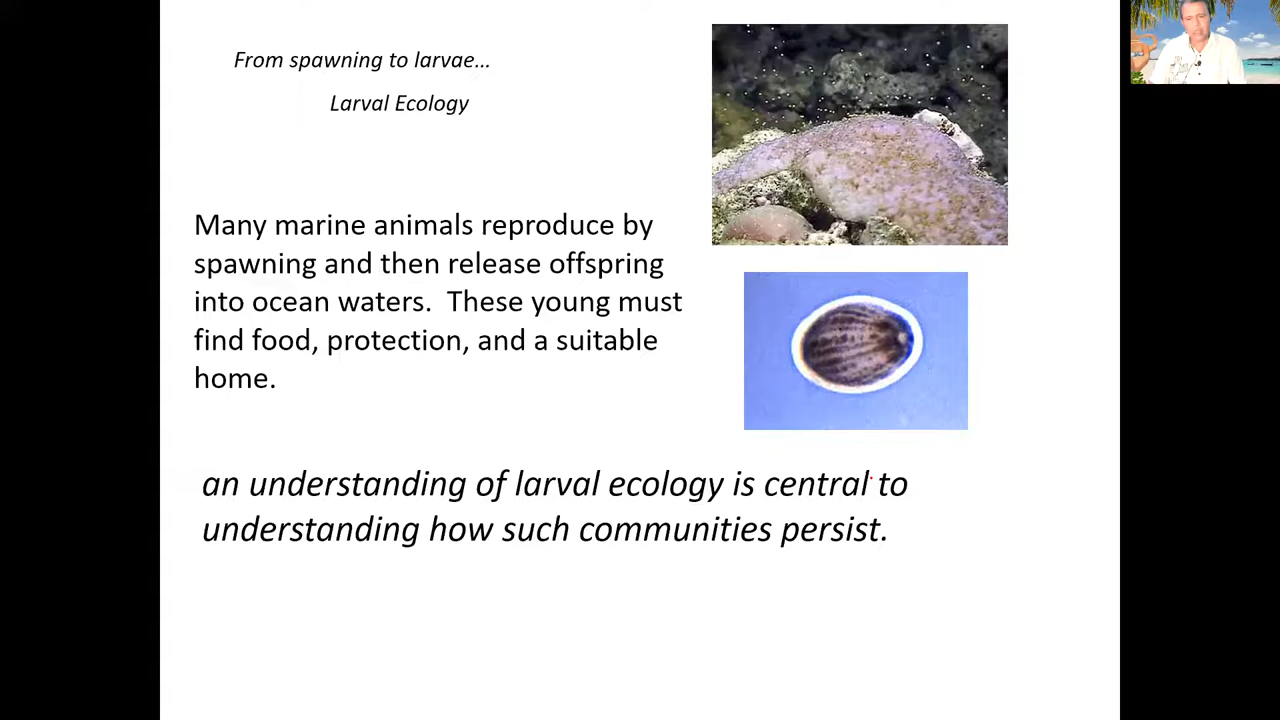 From spawning to larvae...
Larval Ecology
Many marine animals reproduce by
spawning and then release offspring
into ocean waters.  These young must
find food, protection, and a suitable
home.
an understanding of larval ecology is central to
understanding how such communities persist.